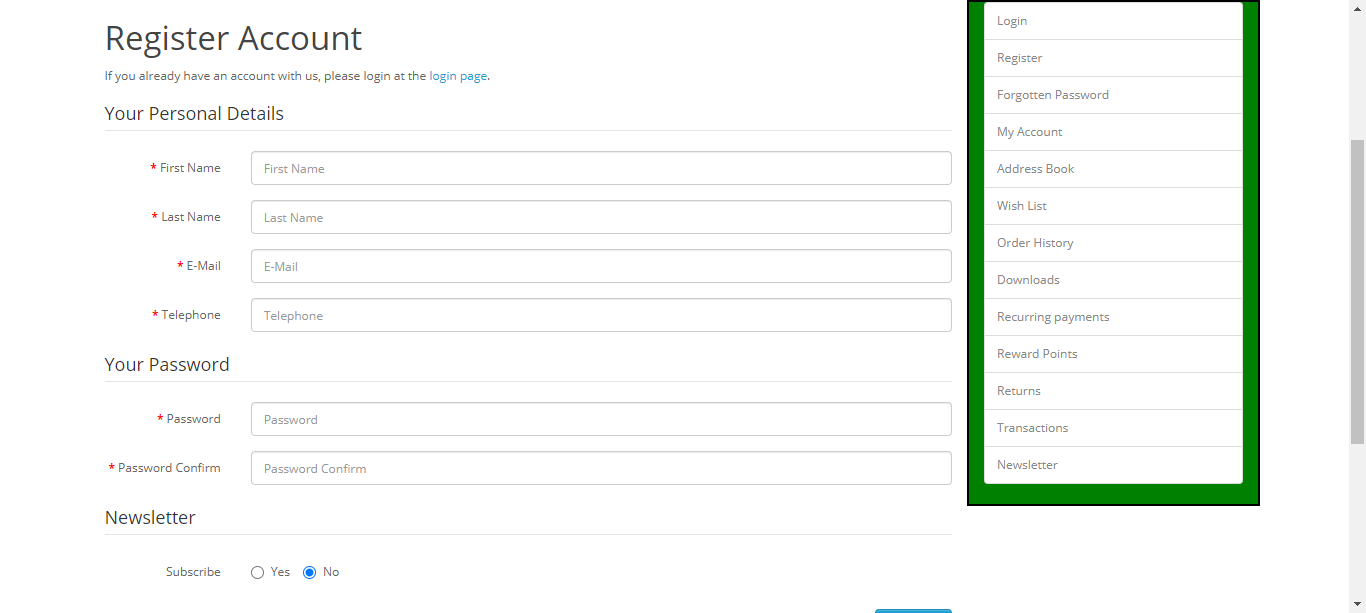 Register Account
If you already have an account with us, please login at the login page.
Your Personal Details
* First Name
First Name
* Last Name
Last Name
* E-Mail
E-Mail
* Telephone
Telephone
Your Password
* Password
Password
* Password Confirm
Password Confirm
Newsletter
Subscribe
Yes
No
Login
Register
Forgotten Password
My Account
Address Book
Wish List
Order History
Downloads
Recurring payments
Reward Points
Returns
Transactions
Newsletter